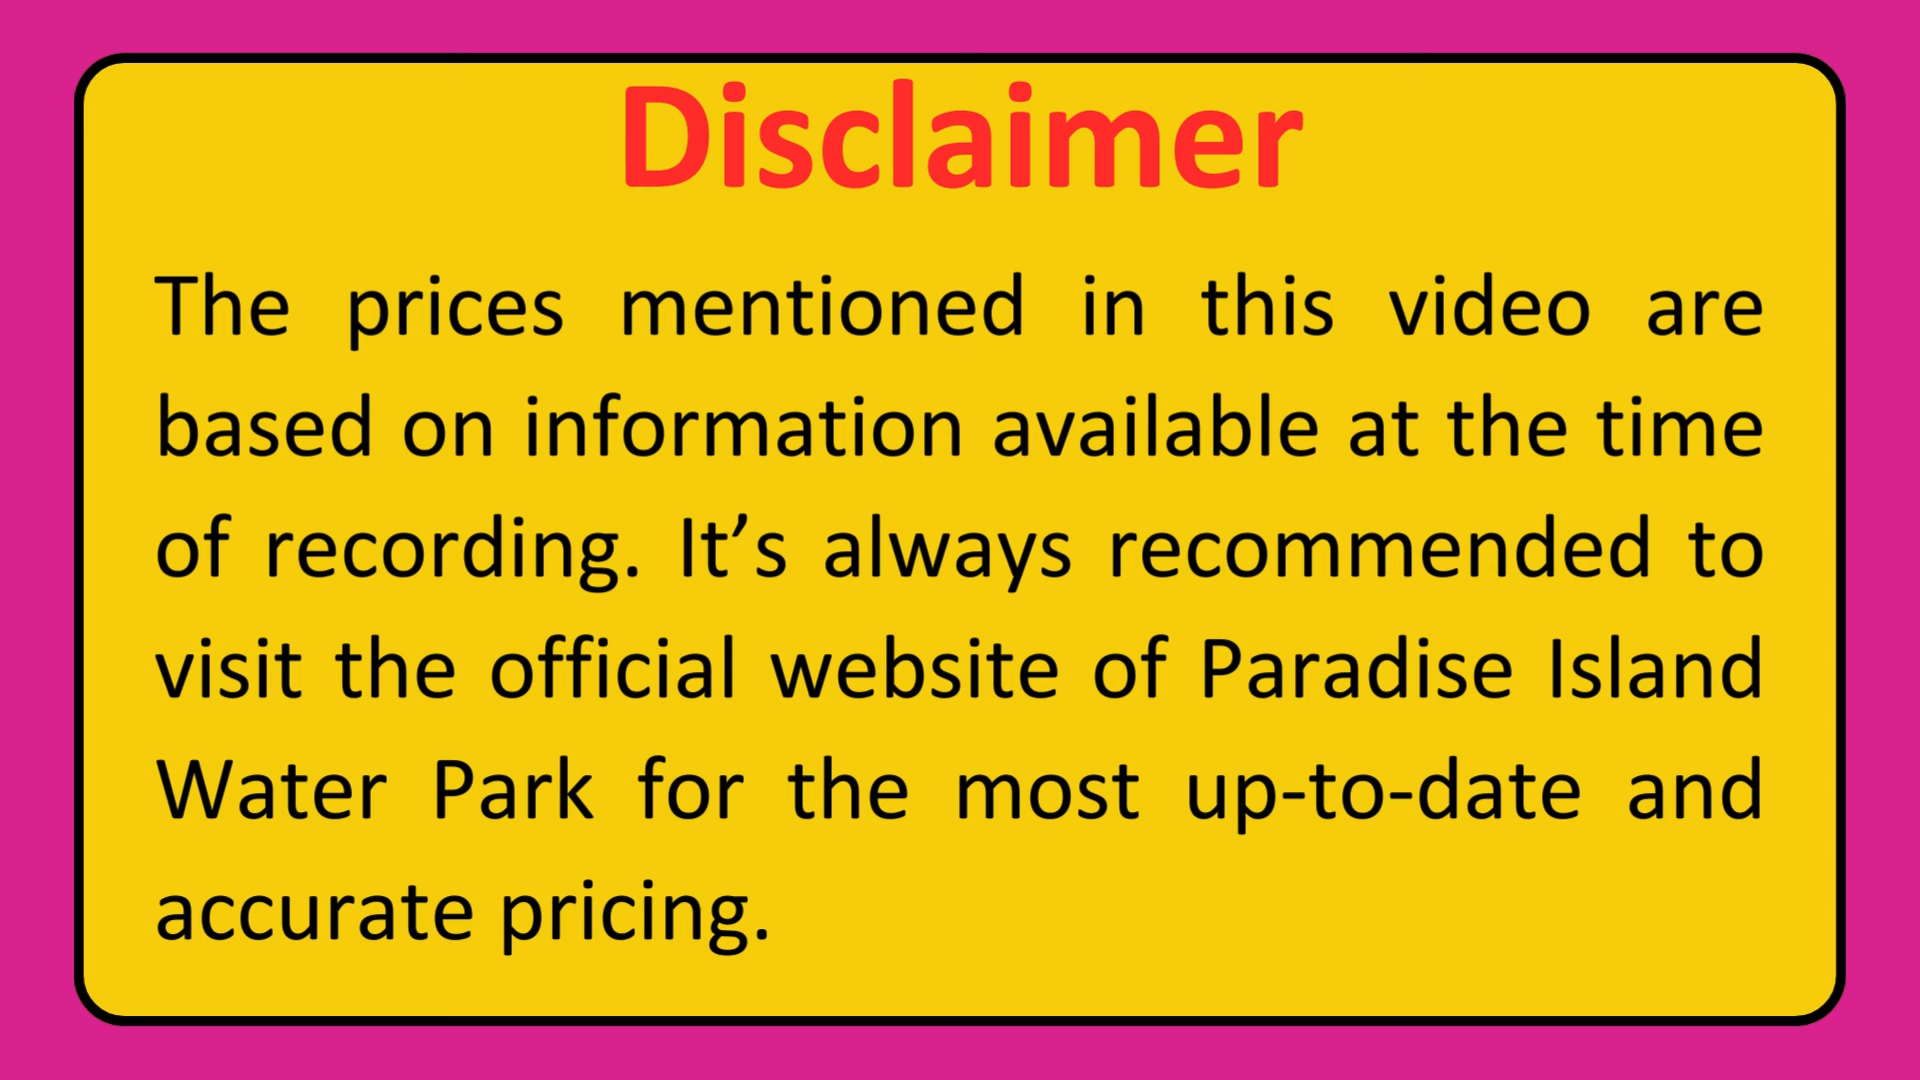 Disclaimer
The prices mentioned in this video are
based on information available at the time
of recording. It’s always recommended to
visit the official website of Paradise Island
Water Park for the most up-to-date and
accurate pricing.